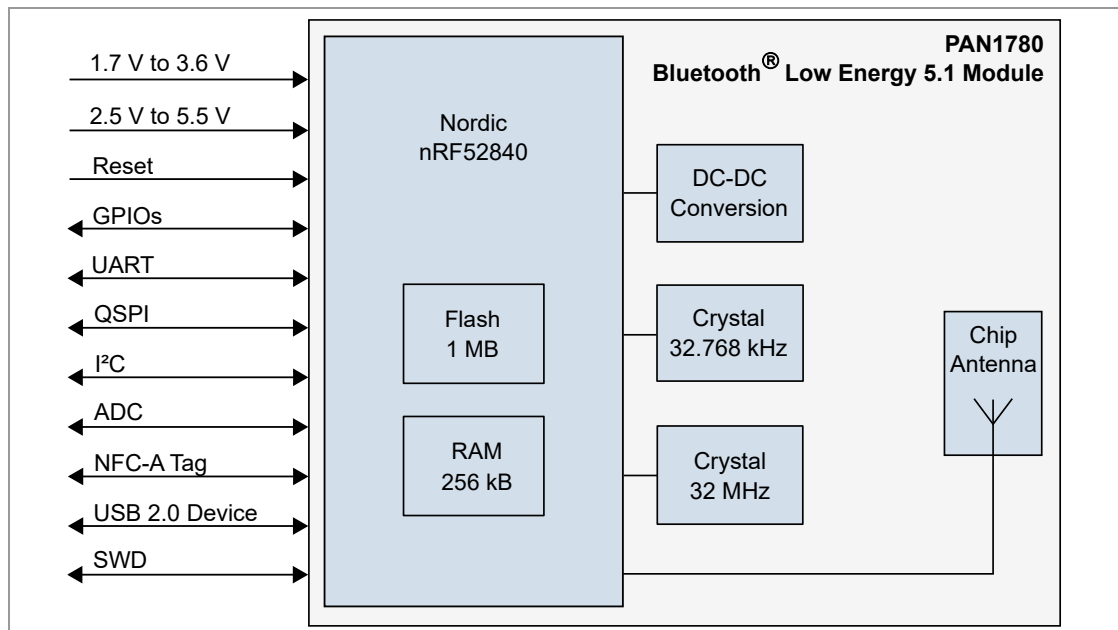 PAN1780
Bluetooth® Low Energy 5.1 Module
1.7 V to 3.6 V
2.5 V to 5.5 V
Reset
GPIOs
UART
QSPI
I²C
ADC
NFC-A Tag
USB 2.0 Device
SWD
Nordic
nRF52840
Flash
1 MB
RAM
256 kB
DC-DC
Conversion
Crystal
32.768 kHz
Crystal
32 MHz
Chip
Antenna